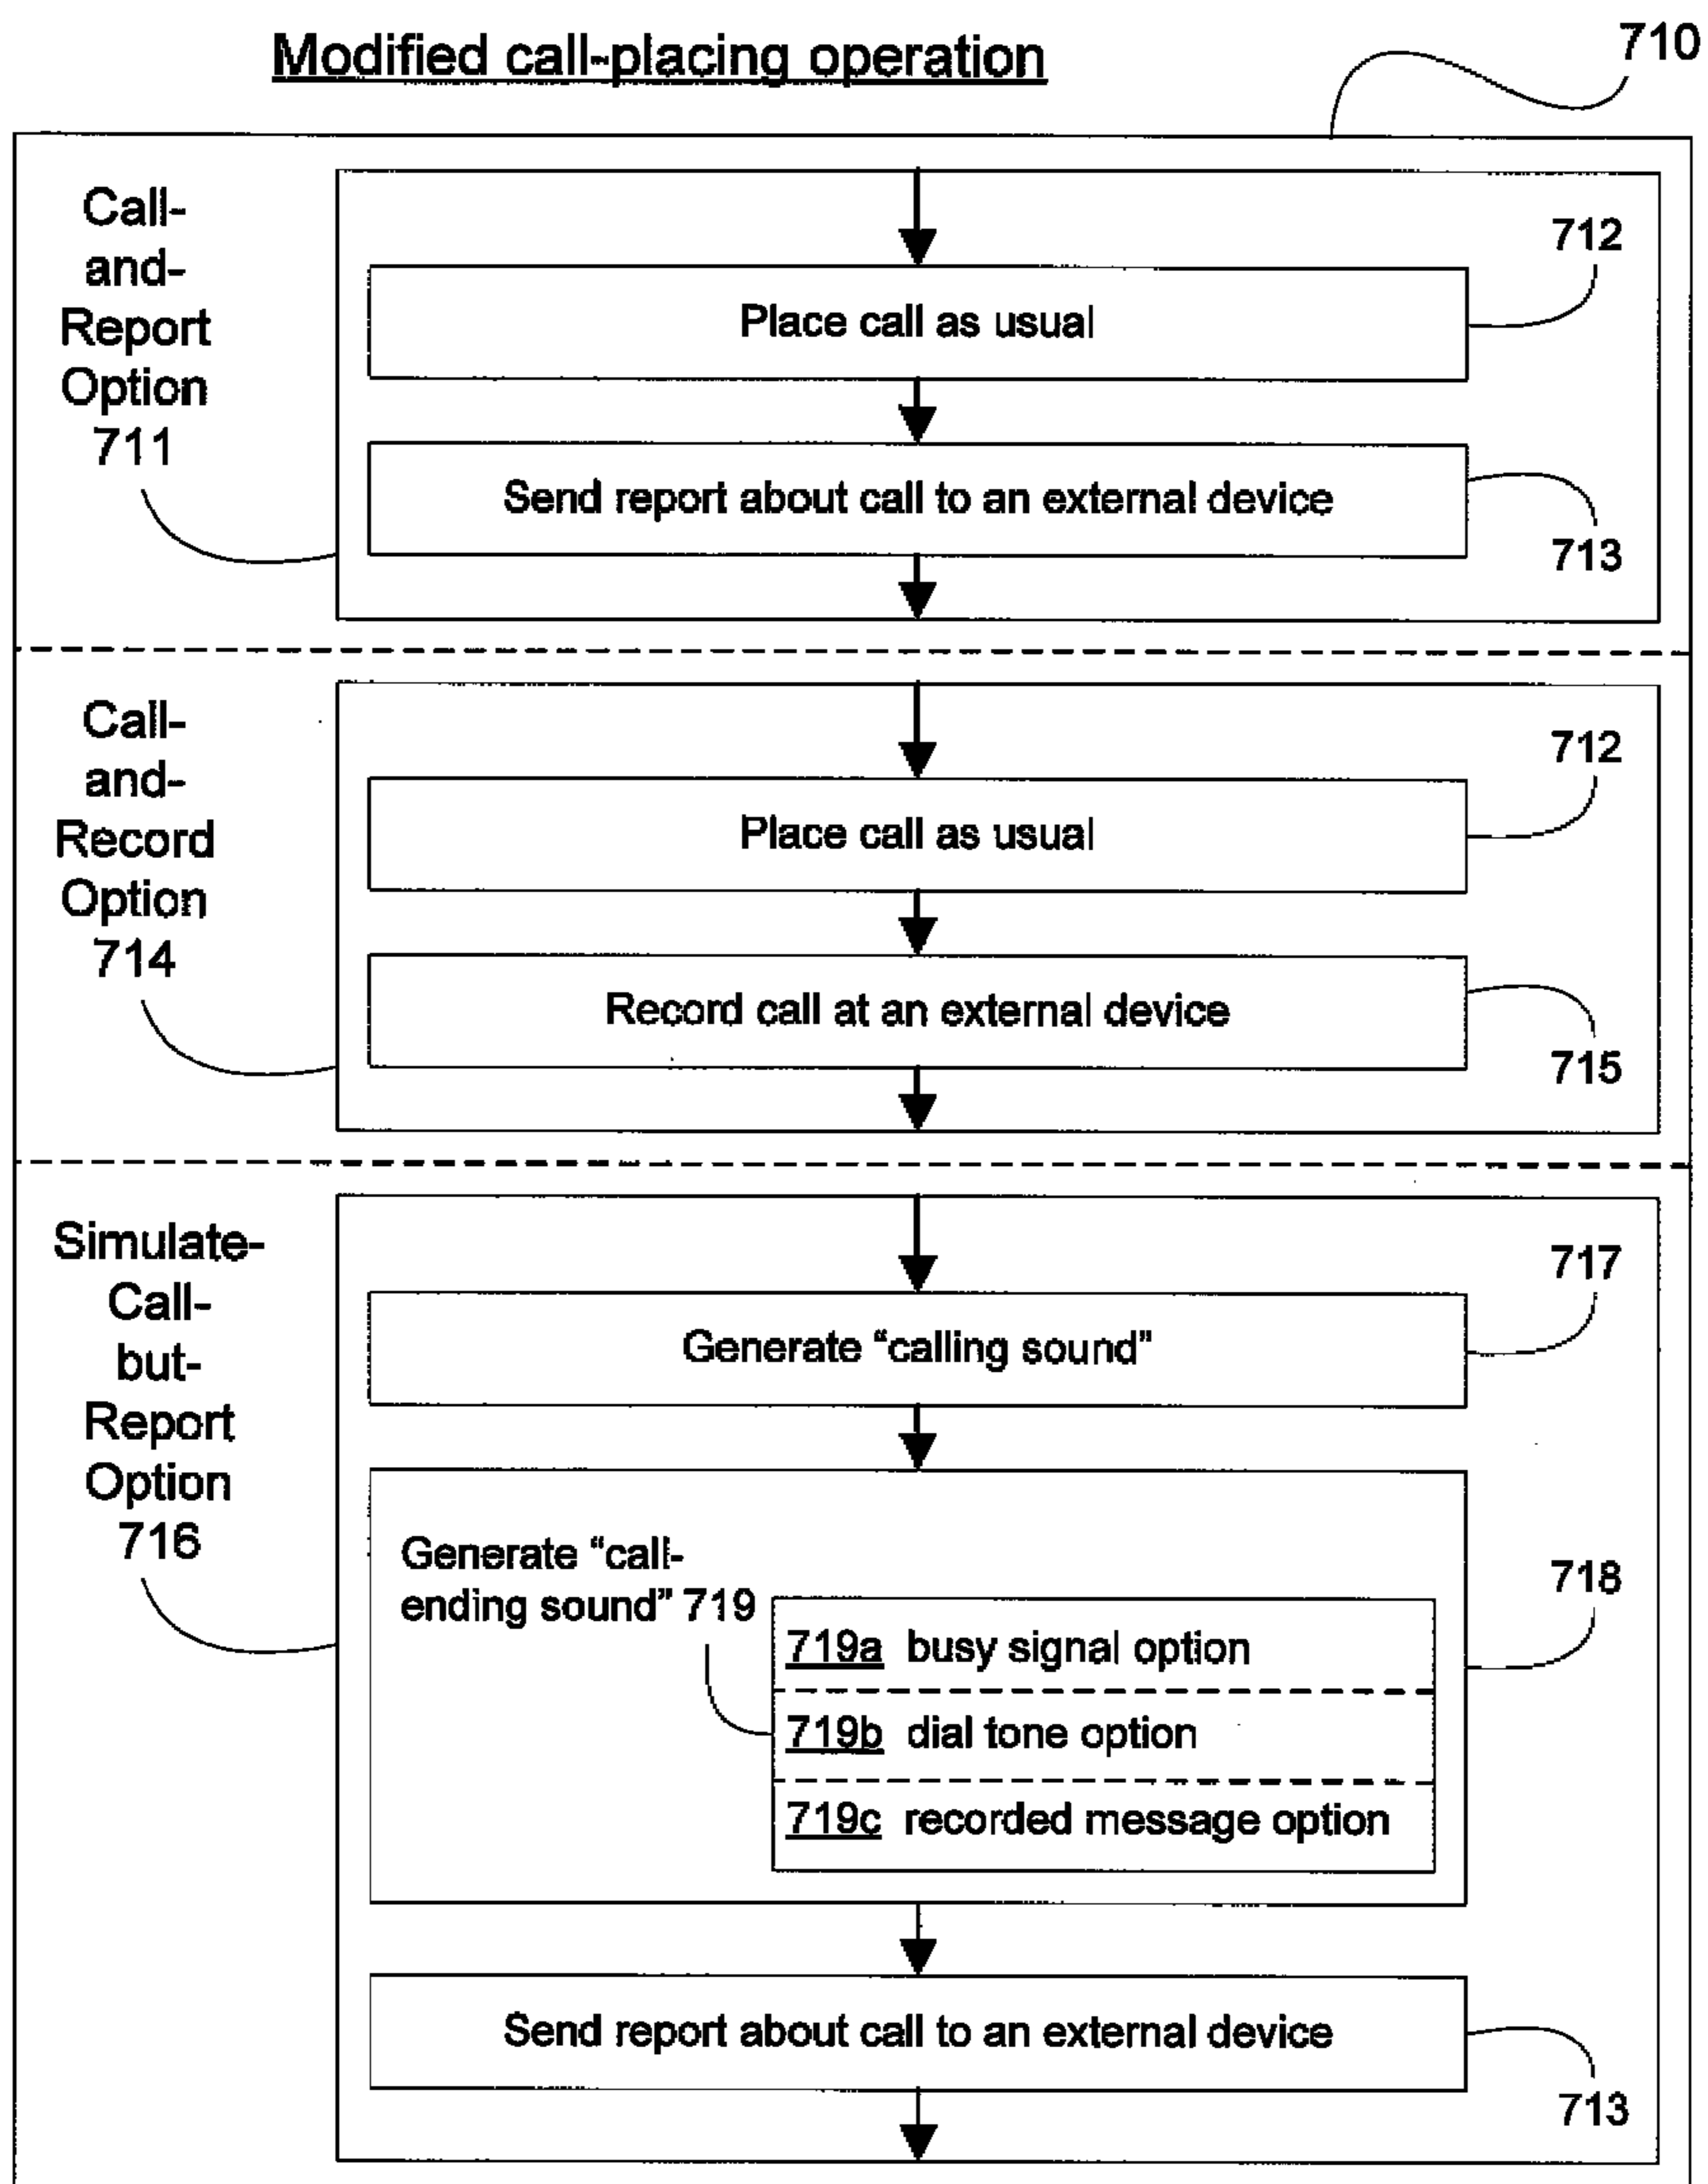 Modified call-placing operation
710
Call-
and-
Report
Option
711
712
Place call as usual
Send report about call to an external device
713
Call-
and-
Record
Option
714
712
Place call as usual
Record call at an external device
715
Simulate-
Call-
but-
Report
Option
716
717
Generate “calling sound”
Generate “call-
ending sound” 719
718
719a busy signal option
719b dial tone option
719c recorded message option
Send report about call to an external device
713